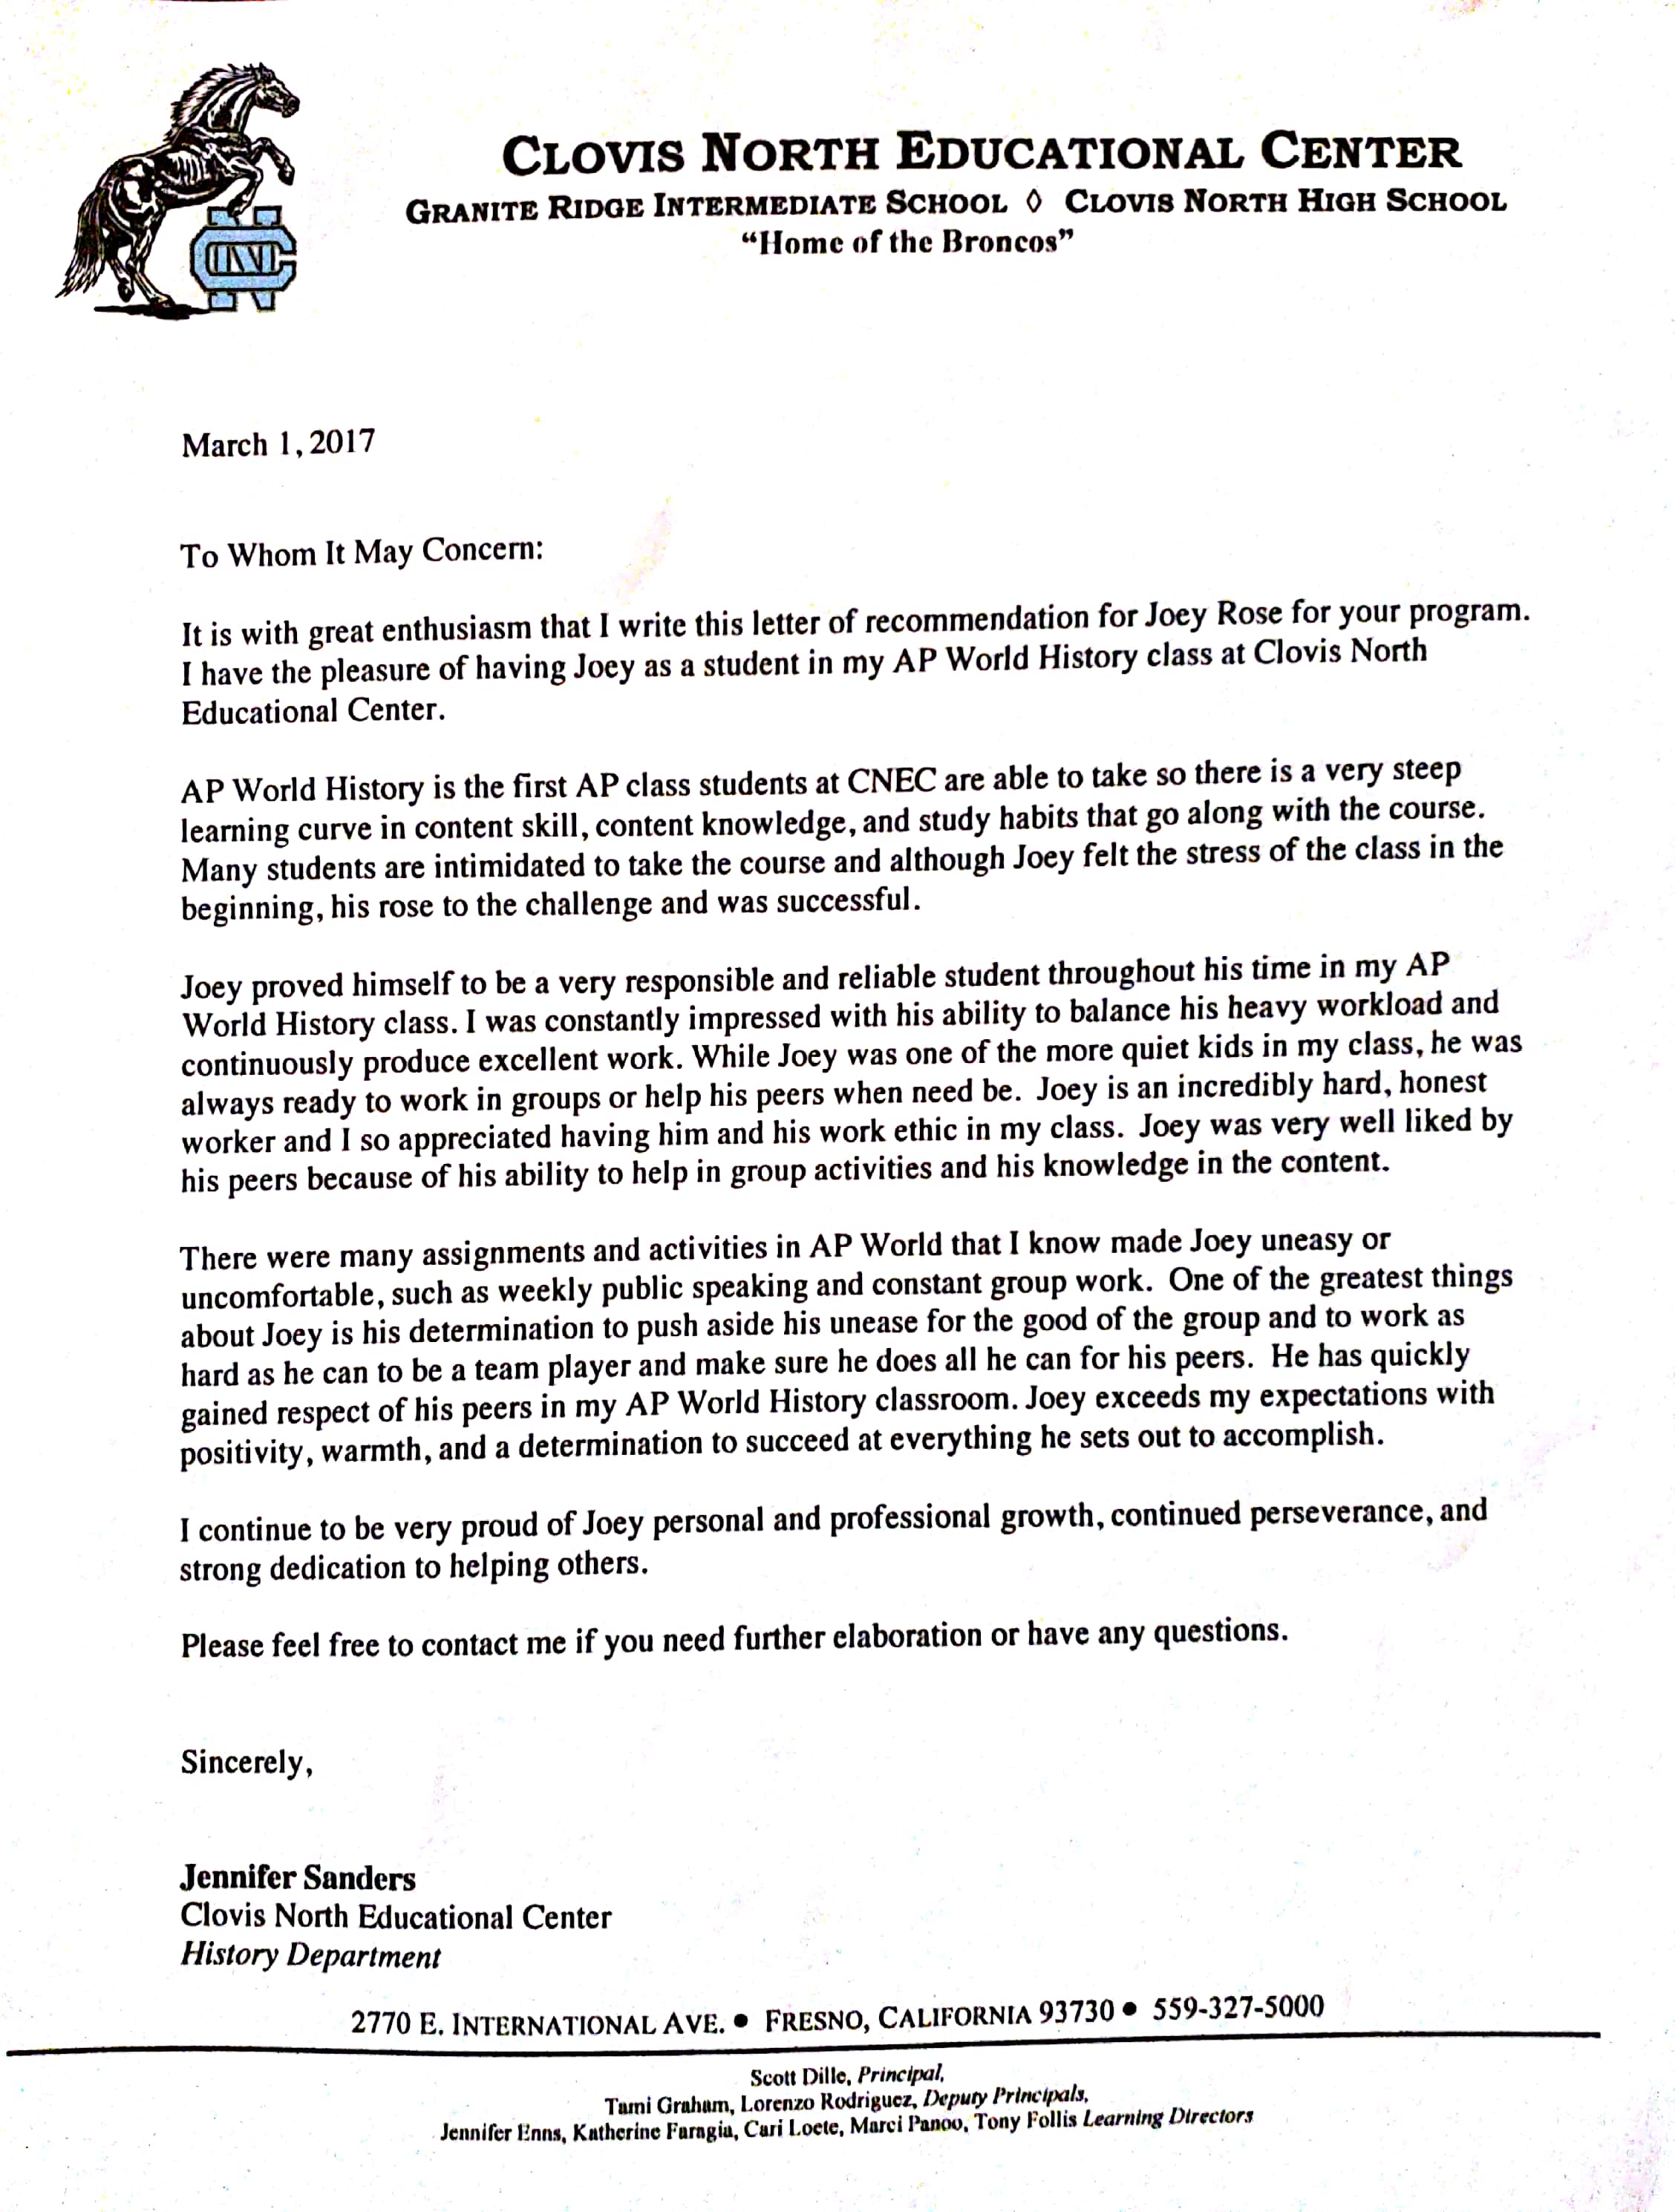 CLOVIS NORTH EDUCATIONAL CENTER
GRANITE RIDGE INTERMEDIATE SCHOOL ◊ CLOVIS NORTH HIGH SCHOOL
“Home of the Broncos”
CN
March 1, 2017
To Whom It May Concern:
It is with great enthusiasm that I write this letter of recommendation for Joey Rose for your program.
I have the pleasure of having Joey as a student in my AP World History class at Clovis North
Educational Center.
AP World History is the first AP class students at CNEC are able to take so there is a very steep
learning curve in content skill, content knowledge, and study habits that go along with the course.
Many students are intimidated to take the course and although Joey felt the stress of the class in the
beginning, his rose to the challenge and was successful.
Joey proved himself to be a very responsible and reliable student throughout his time in my AP
World History class. I was constantly impressed with his ability to balance his heavy workload and
continuously produce excellent work. While Joey was one of the more quiet kids in my class, he was
always ready to work in groups or help his peers when need be. Joey is an incredibly hard, honest
worker and I so appreciated having him and his work ethic in my class. Joey was very well liked by
his peers because of his ability to help in group activities and his knowledge in the content.
There were many assignments and activities in AP World that I know made Joey uneasy or
uncomfortable, such as weekly public speaking and constant group work. One of the greatest things
about Joey is his determination to push aside his unease for the good of the group and to work as
hard as he can to be a team player and make sure he does all he can for his peers. He has quickly
gained respect of his peers in my AP World History classroom. Joey exceeds my expectations with
positivity, warmth, and a determination to succeed at everything he sets out to accomplish.
I continue to be very proud of Joey personal and professional growth, continued perseverance, and
strong dedication to helping others.
Please feel free to contact me if you need further elaboration or have any questions.
Sincerely,
Jennifer Sanders
Clovis North Educational Center
History Department
2770 E. INTERNATIONAL AVE. ● FRESNO, CALIFORNIA 93730 ● 559-327-5000
Scott Dille, Principal,
Tami Graham, Lorenzo Rodriguez, Deputy Principals,
Jennifer Enns, Katherine Faragia, Cari Locte, Marci Panoo, Tony Follis Learning Directors